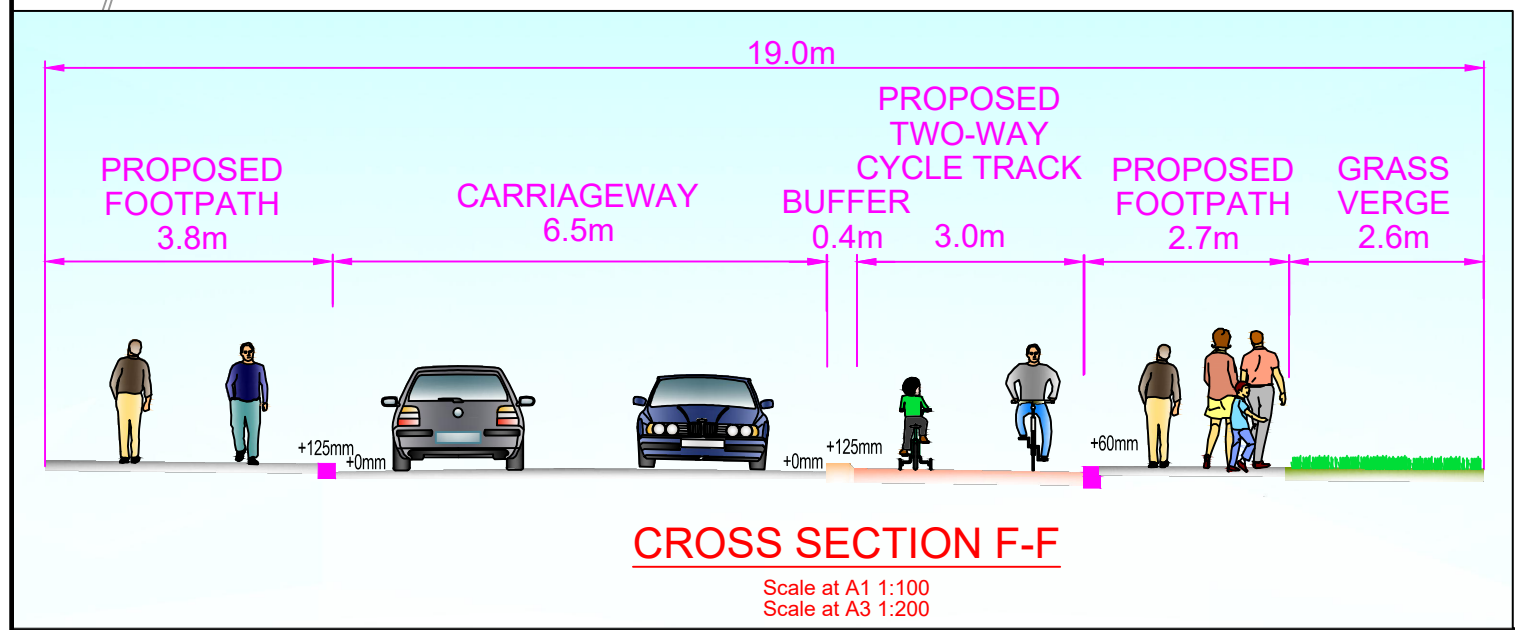 19.0m
PROPOSED
FOOTPATH
3.8m
CARRIAGEWAY
6.5m
BUFFER
0.4m
PROPOSED
TWO-WAY
CYCLE TRACK
3.0m
PROPOSED
FOOTPATH
2.7m
GRASS
VERGE
2.6m
+125mm
+0mm
+0mm
+125mm
+60mm
CROSS SECTION F-F
Scale at A1 1:100
Scale at A3 1:200